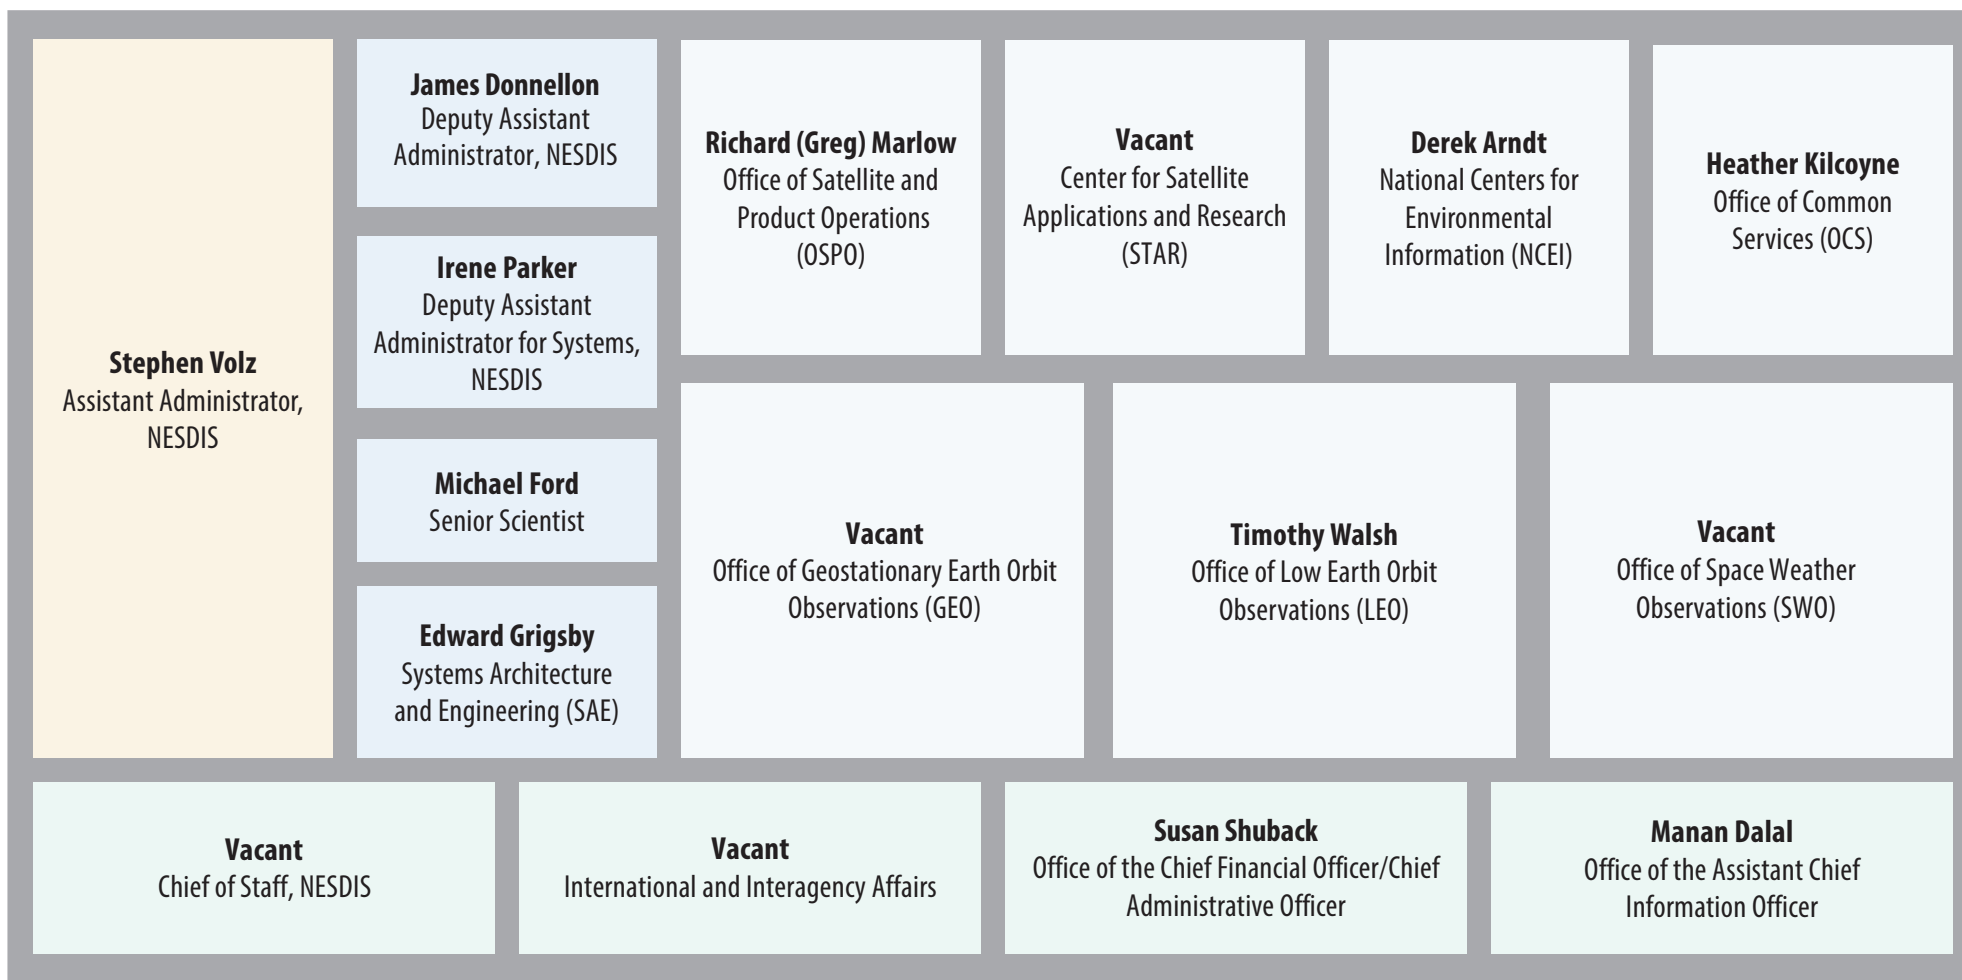 Stephen Volz
Assistant Administrator,
NESDIS
James Donnellon
Deputy Assistant
Administrator, NESDIS
Irene Parker
Deputy Assistant
Administrator for Systems,
NESDIS
Michael Ford
Senior Scientist
Edward Grigsby
Systems Architecture
and Engineering (SAE)
Richard (Greg) Marlow
Office of Satellite and
Product Operations
(OSPO)
Vacant
Center for Satellite
Applications and Research
(STAR)
Derek Arndt
National Centers for
Environmental
Information (NCEI)
Heather Kilcoyne
Office of Common
Services (OCS)
Vacant
Office of Geostationary Earth Orbit
Observations (GEO)
Timothy Walsh
Office of Low Earth Orbit
Observations (LEO)
Vacant
Office of Space Weather
Observations (SWO)
Vacant
Chief of Staff, NESDIS
Vacant
International and Interagency Affairs
Susan Shuback
Office of the Chief Financial Officer/Chief
Administrative Officer
Manan Dalal
Office of the Assistant Chief
Information Officer